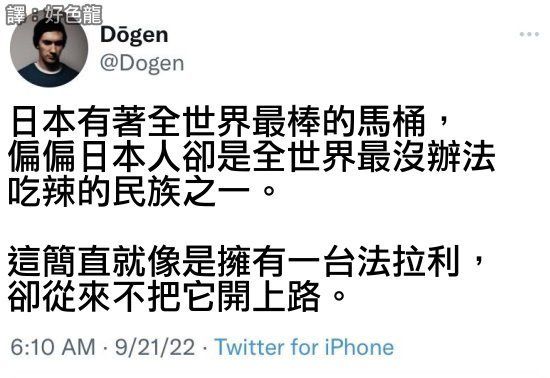 譯：好色龍
Dōgen
@Dogen
日本有著全世界最棒的馬桶，
偏偏日本人卻是全世界最沒辦法
吃辣的民族之一。
這簡直就像是擁有一台法拉利，
卻從來不把它開上路。
6:10 AM · 9/21/22 · Twitter for iPhone